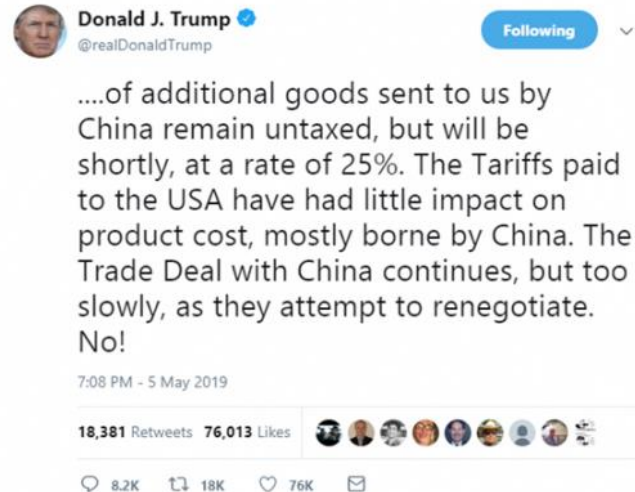 Donald J. Trump
Following
@realDonaldTrump
....of additional goods sent to us by
China remain untaxed, but will be
shortly, at a rate of 25%. The Tariffs paid
to the USA have had little impact on
product cost, mostly borne by China. The
Trade Deal with China continues, but too
slowly, as they attempt to renegotiate.
No!
7:08 PM - 5 May 2019
18,381 Retweets 76,013 Likes
8.2K 18K 76K